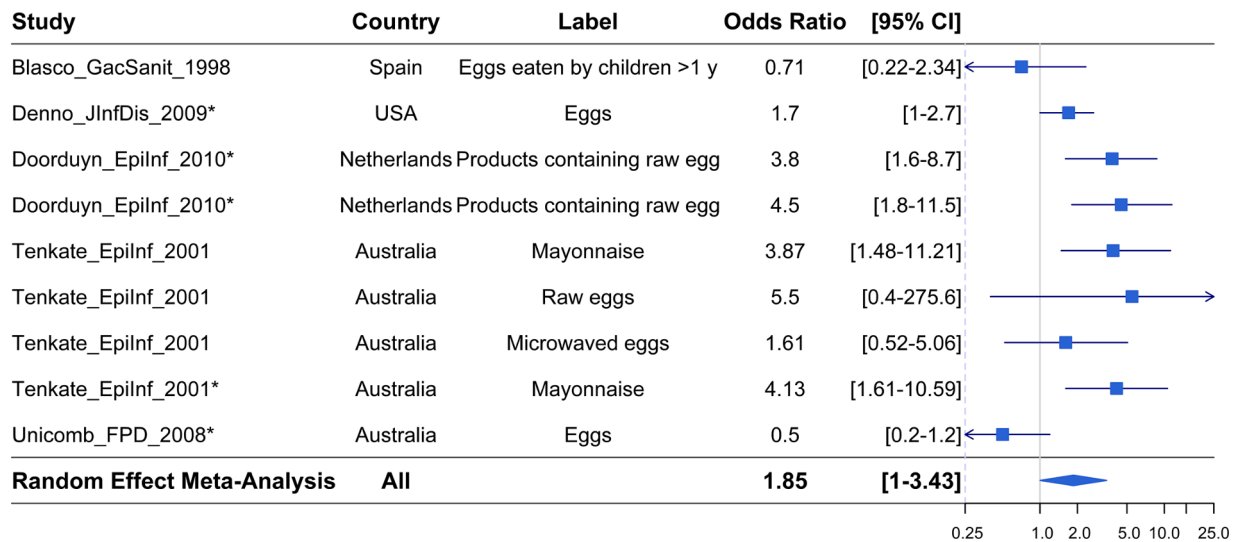 Study Country Label Odds Ratio [95% CI]
Blasco_GacSanit_1998 Spain Eggs eaten by children >1 y 0.71 [0.22-2.34]
Denno_JInfDis_2009* USA Eggs 1.7 [1-2.7]
Doorduyn_EpiInf_2010* Netherlands Products containing raw egg 3.8 [1.6-8.7]
Doorduyn_EpiInf_2010* Netherlands Products containing raw egg 4.5 [1.8-11.5]
Tenkate_EpiInf_2001 Australia Mayonnaise 3.87 [1.48-11.21]
Tenkate_EpiInf_2001 Australia Raw eggs 5.5 [0.4-275.6]
Tenkate_EpiInf_2001 Australia Microwaved eggs 1.61 [0.52-5.06]
Tenkate_EpiInf_2001* Australia Mayonnaise 4.13 [1.61-10.59]
Unicomb_FPD_2008* Australia Eggs 0.5 [0.2-1.2]
Random Effect Meta-Analysis All 1.85 [1-3.43]
0.25 1.0 2.0 5.0 10.0 25.0